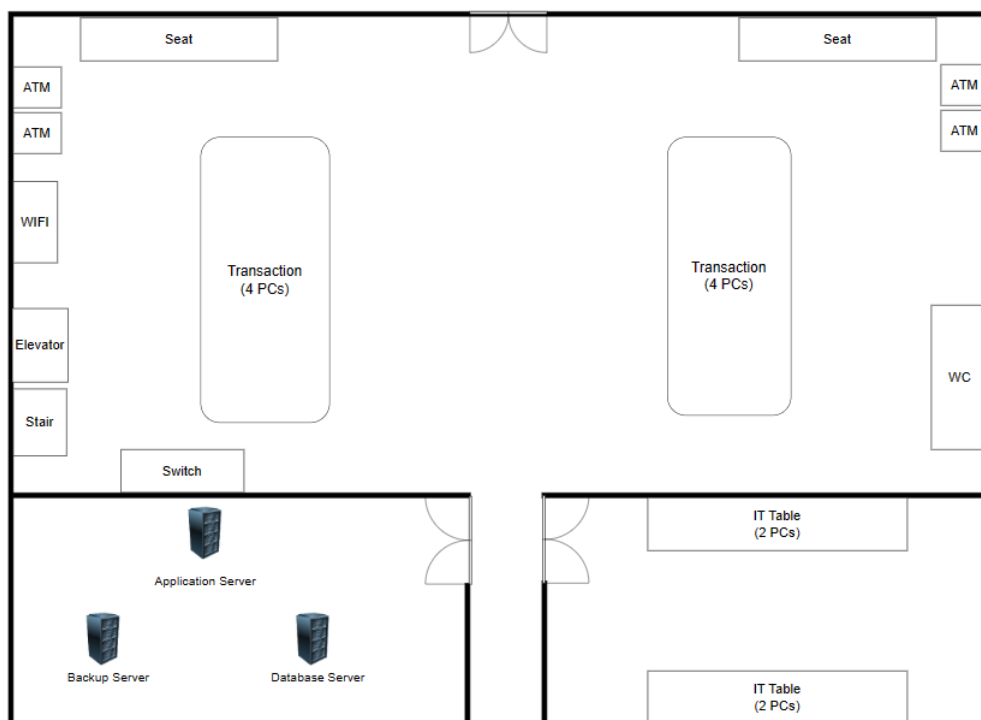 Seat
Seat
ATM
ATM
ATM
ATM
WIFI
Transaction
(4 PCs)
Transaction
(4 PCs)
Elevator
WC
Stair
Switch
IT Table
(2 PCs)
Application Server
Backup Server
Database Server
IT Table
(2 PCs)